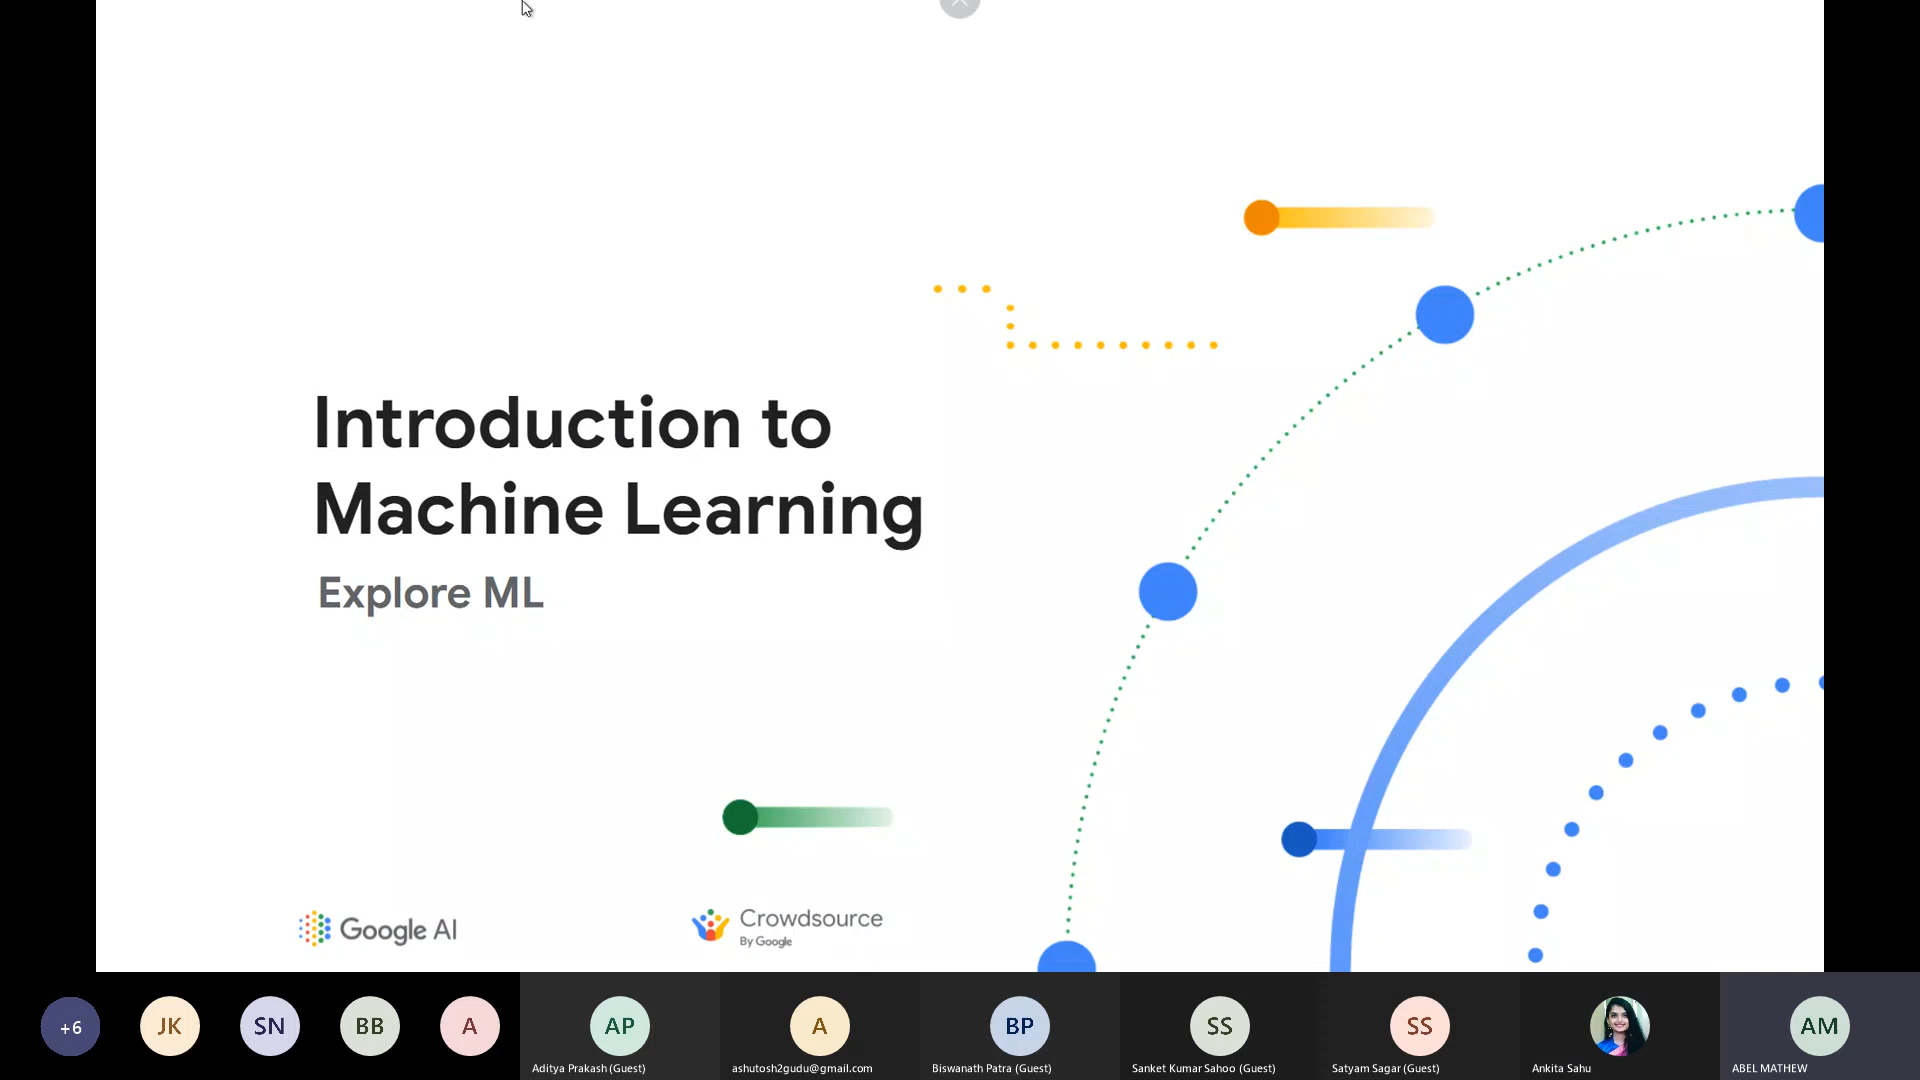 Introduction to
Machine Learning
Explore ML
Google AI
Crowdsource
By Google
+6
JK
SN
BB
A
AP
A
BP
SS
SS
AM
Aditya Prakash (Guest)
ashutosh2gudu@gmail.com
Biswanath Patra (Guest)
Sanket Kumar Sahoo (Guest)
Satyam Sagar (Guest)
Ankita Sahu
ABEL MATHEW